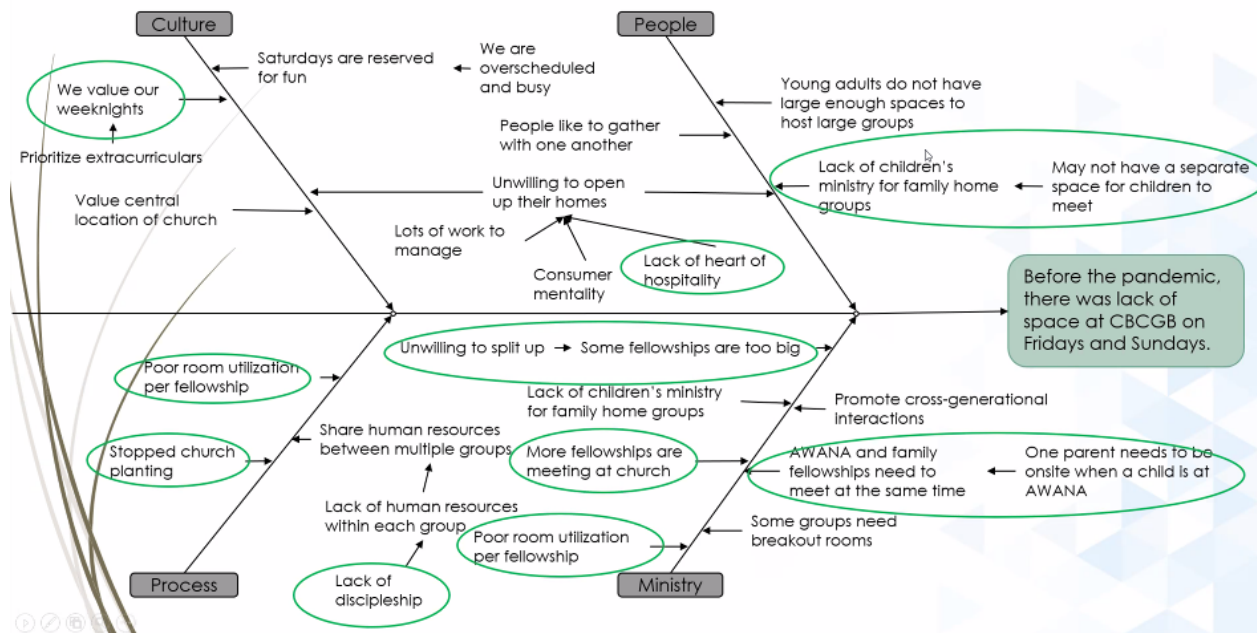 Culture
People
Saturdays are reserved
for fun
We are
overscheduled
and busy
We value our
weeknights
Prioritize extracurriculars
Value central
location of church
Young adults do not have
large enough spaces to
host large groups
People like to gather
with one another
Lack of children's
ministry for family home
groups
May not have a separate
space for children to
meet
Unwilling to open
up their homes
Lots of work to
manage
Consumer
mentality
Lack of heart of
hospitality
Before the pandemic,
there was lack of
space at CBCGB on
Fridays and Sundays.
Unwilling to split up
Some fellowships are too big
Poor room utilization
per fellowship
Lack of children's ministry
for family home groups
Promote cross-generational
interactions
Share human resources
between multiple groups
Stopped church
planting
More fellowships are
meeting at church
AWANA and family
fellowships need to
meet at the same time
One parent needs to be
onsite when a child is at
AWANA
Lack of human resources
within each group
Some groups need
breakout rooms
Poor room utilization
per fellowship
Lack of
discipleship
Process
Ministry